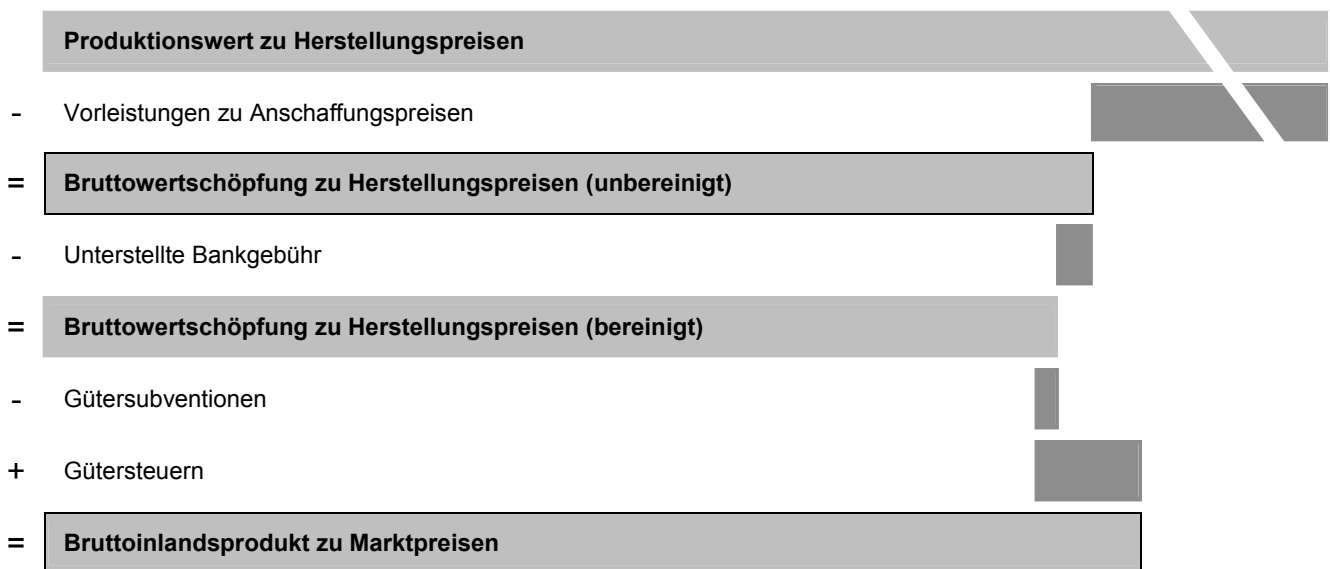 Produktionswert zu Herstellungspreisen
- Vorleistungen zu Anschaffungspreisen
= Bruttowertschöpfung zu Herstellungspreisen (unbereinigt)
- Unterstellte Bankgebühr
= Bruttowertschöpfung zu Herstellungspreisen (bereinigt)
- Gütersubventionen
+ Gütersteuern
= Bruttoinlandsprodukt zu Marktpreisen